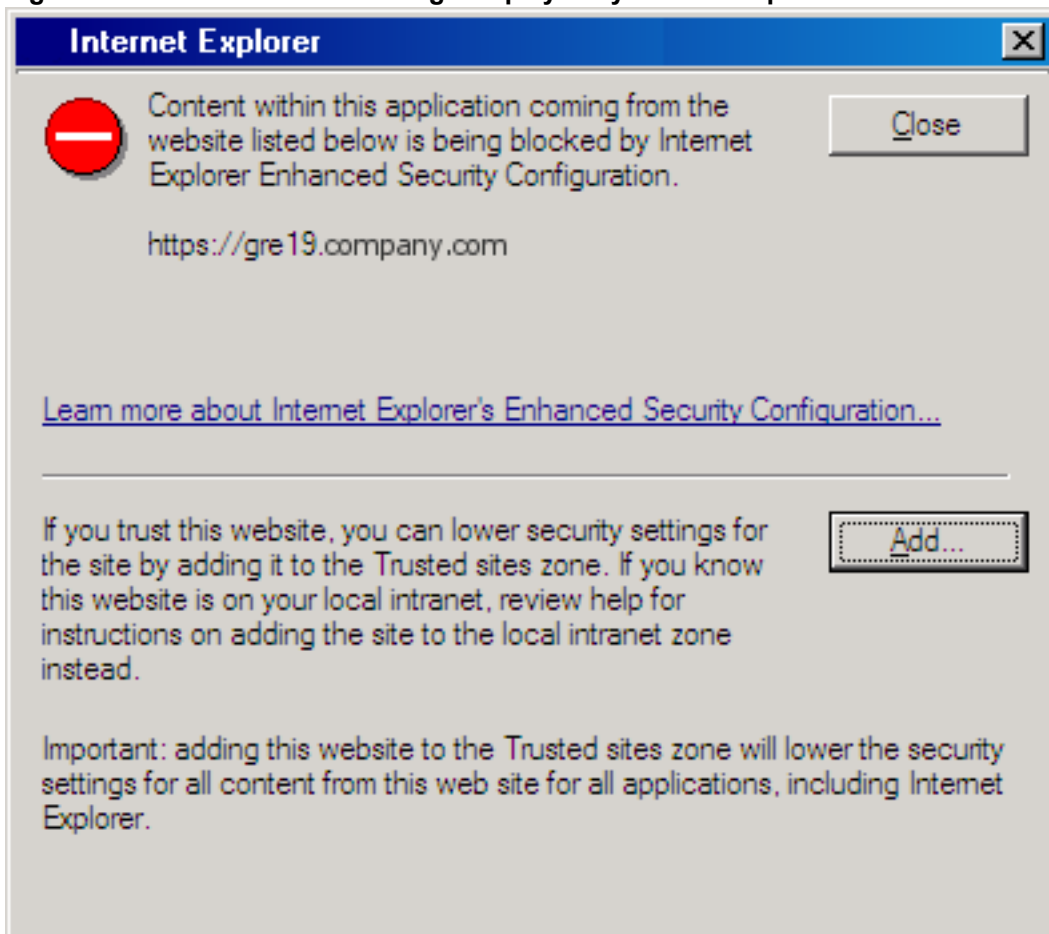 Internet Explorer
Content within this application coming from the
website listed below is being blocked by Internet
Explorer Enhanced Security Configuration.
Close
https://gre19.company.com
Learn more about Internet Explorer's Enhanced Security Configuration...
If you trust this website, you can lower security settings for
the site by adding it to the Trusted sites zone. If you know
this website is on your local intranet, review help for
instructions on adding the site to the local intranet zone
instead.
Add...
Important: adding this website to the Trusted sites zone will lower the security
settings for all content from this web site for all applications, including Internet
Explorer.